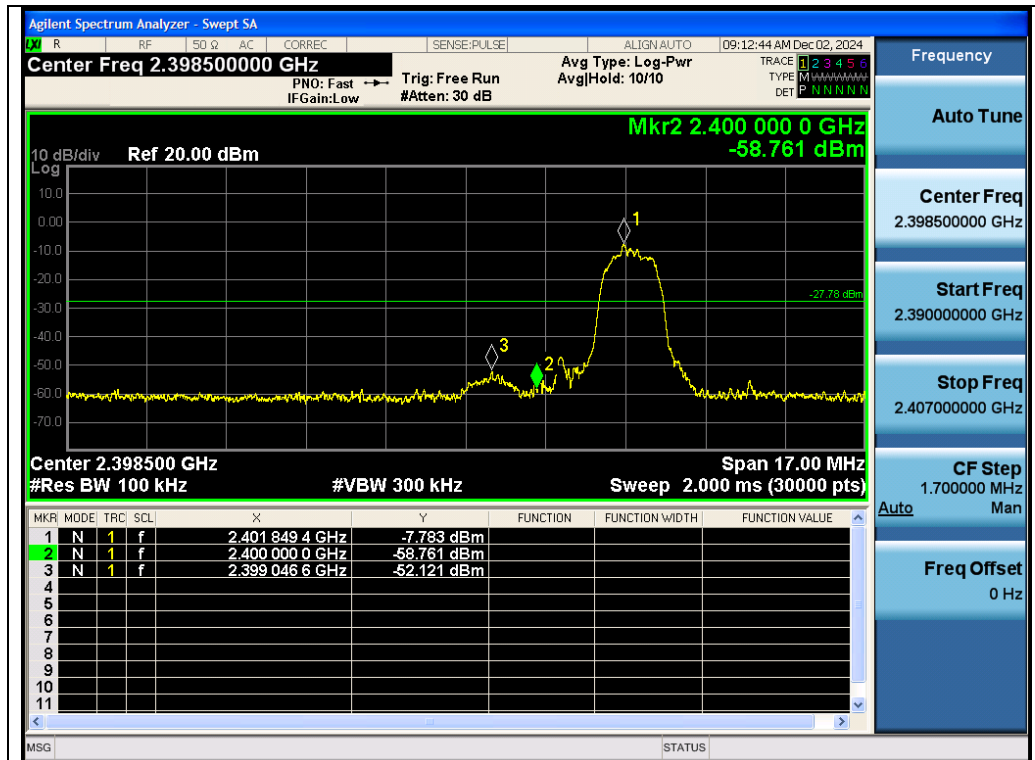 Agilent Spectrum Analyzer - Swept SA
LXI R RF 50 Ω AC CORREC SENSE:PULSE ALIGN AUTO 09:12:44 AM Dec 02, 2024
Center Freq 2.398500000 GHz
PNO: Fast
IFGain:Low
Trig: Free Run
#Atten: 30 dB
Avg Type: Log-Pwr
Avg|Hold: 10/10
TRACE 1 2 3 4 5 6
TYPE M WWWWW
DET P N N N N N
Mkr2 2.400 000 0 GHz
-58.761 dBm
10 dB/div Ref 20.00 dBm
Log
10.0
0.00
-10.0
-20.0
-30.0
-40.0
-50.0
-60.0
-70.0
1
-27.78 dBm
3
2
Center 2.398500 GHz Span 17.00 MHz
#Res BW 100 kHz #VBW 300 kHz Sweep 2.000 ms (30000 pts)
MKR MODE TRC SCL X Y FUNCTION FUNCTION WIDTH FUNCTION VALUE
1 N 1 f 2.401 849 4 GHz -7.783 dBm
2 N 1 f 2.400 000 0 GHz -58.761 dBm
3 N 1 f 2.399 046 6 GHz -52.121 dBm
4
5
6
7
8
9
10
11
MSG STATUS
Frequency
Auto Tune
Center Freq
2.398500000 GHz
Start Freq
2.390000000 GHz
Stop Freq
2.407000000 GHz
CF Step
1.700000 MHz
Auto Man
Freq Offset
0 Hz